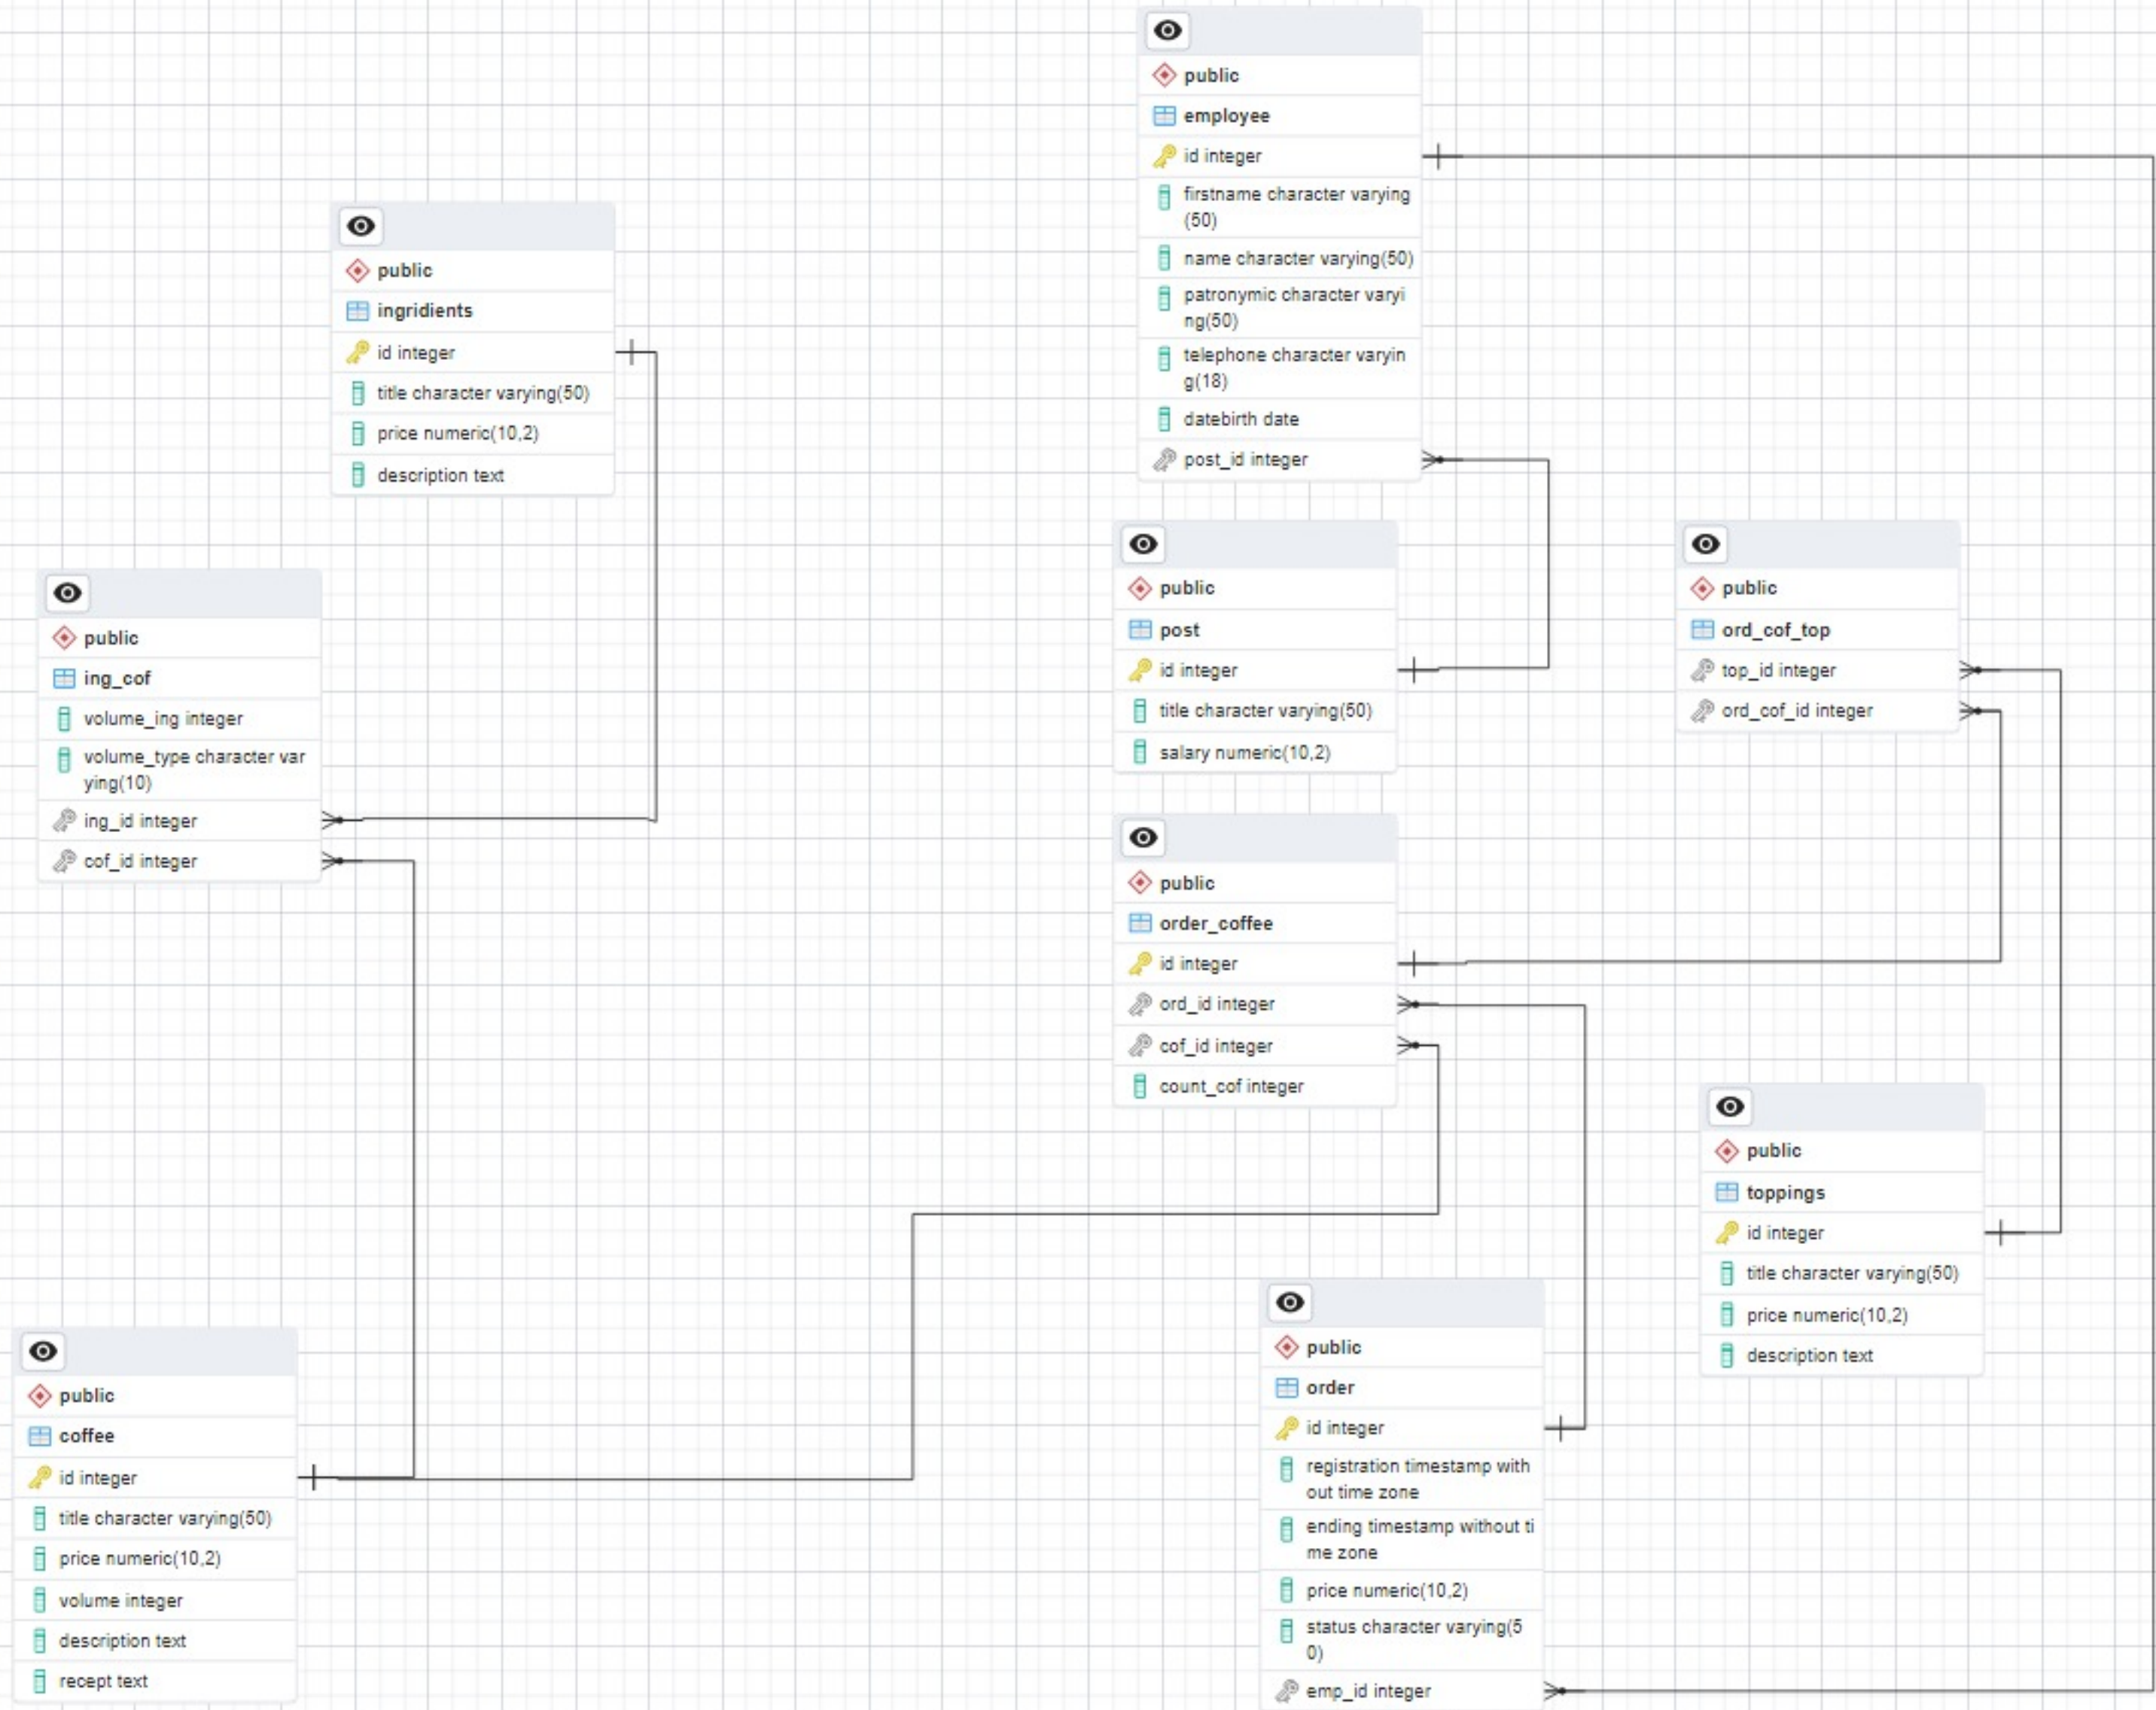 public
employee
id integer
firstname character varying
(50)
name character varying(50)
patronymic character varyi
ng(50)
telephone character varyin
g(18)
datebirth date
post_id integer
public
ingridients
id integer
title character varying(50)
price numeric(10,2)
description text
public
post
id integer
title character varying(50)
salary numeric(10,2)
public
ord_cof_top
top_id integer
ord_cof_id integer
public
ing_cof
volume_ing integer
volume_type character var
ying(10)
ing_id integer
cof_id integer
public
order_coffee
id integer
ord_id integer
cof_id integer
count_cof integer
public
toppings
id integer
title character varying(50)
price numeric(10,2)
description text
public
order
id integer
registration timestamp with
out time zone
ending timestamp without ti
me zone
price numeric(10,2)
status character varying(5
0)
emp_id integer
public
coffee
id integer
title character varying(50)
price numeric(10,2)
volume integer
description text
recept text